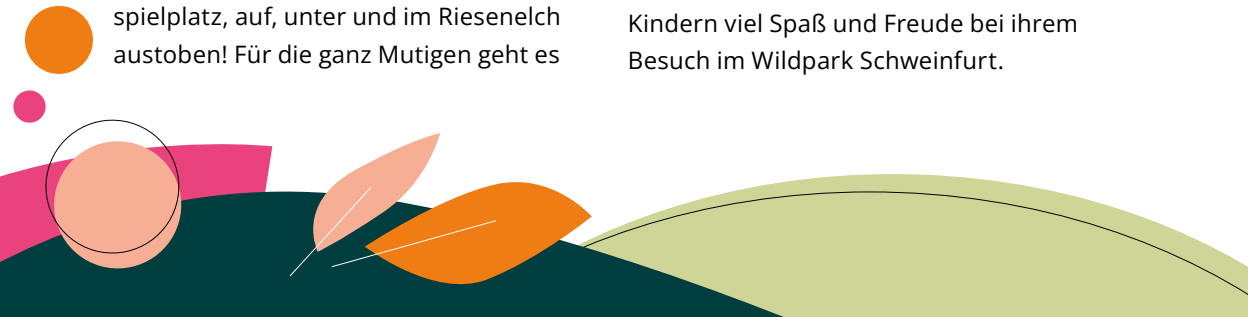 spielplatz, auf, unter und im Riesenelch
austoben! Für die ganz Mutigen geht es
Kindern viel Spaß und Freude bei ihrem
Besuch im Wildpark Schweinfurt.